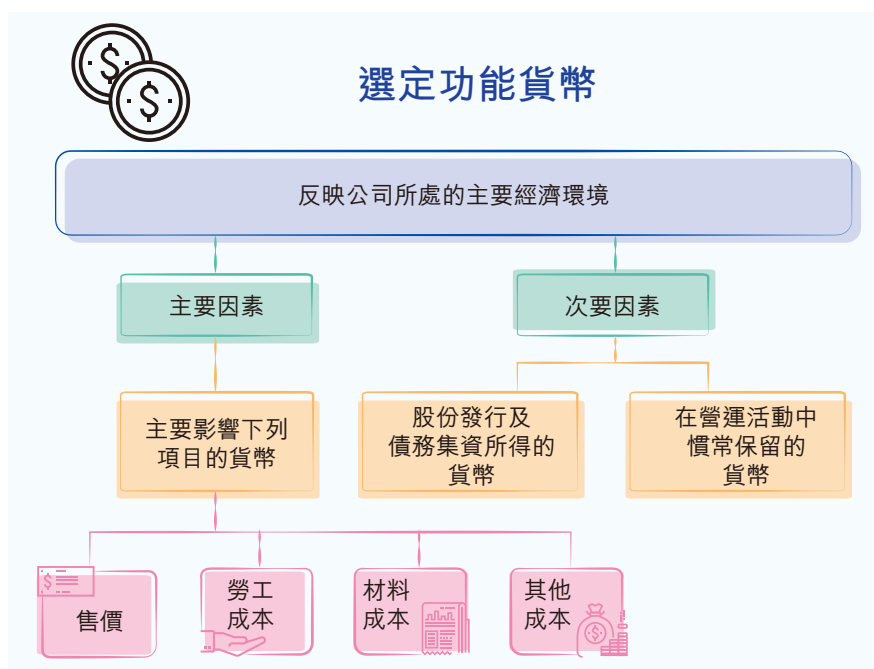 選定功能貨幣
反映公司所處的主要經濟環境
主要因素
次要因素
主要影響下列
項目的貨幣
股份發行及
債務集資所得的
貨幣
在營運活動中
慣常保留的
貨幣
售價
勞工
成本
材料
成本
其他
成本